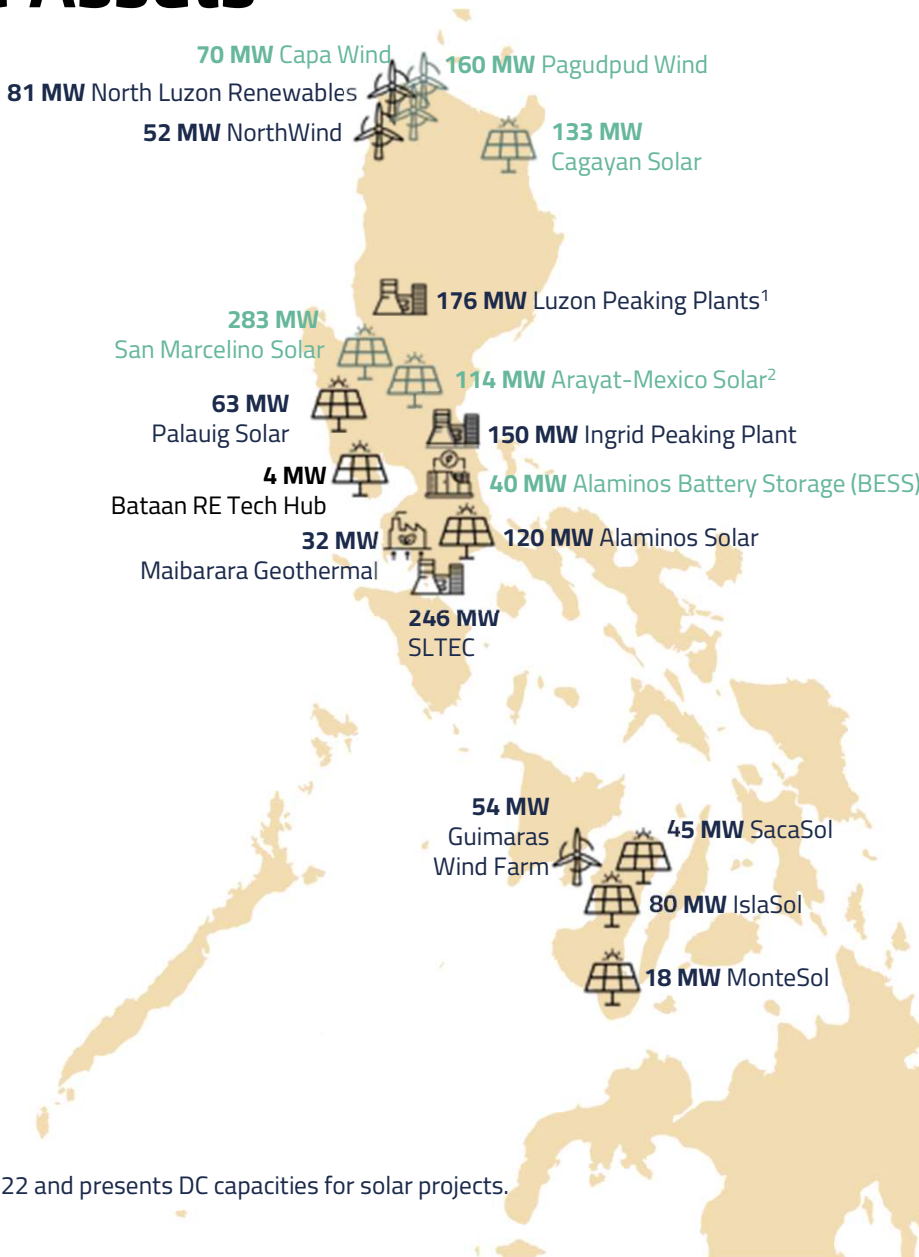 Assets
70 MW Capa Wind
160 MW Pagudpud Wind
81 MW North Luzon Renewables
52 MW NorthWind
133 MW
Cagayan Solar
176 MW Luzon Peaking Plants¹
283 MW
San Marcelino Solar
114 MW Arayat-Mexico Solar²
63 MW
Palauig Solar
150 MW Ingrid Peaking Plant
4 MW
Bataan RE Tech Hub
40 MW Alaminos Battery Storage (BESS)
32 MW
Maibarara Geothermal
120 MW Alaminos Solar
246 MW
SLTEC
54 MW
Guimaras
Wind Farm
45 MW SacaSol
80 MW IslaSol
18 MW MonteSol
22 and presents DC capacities for solar projects.